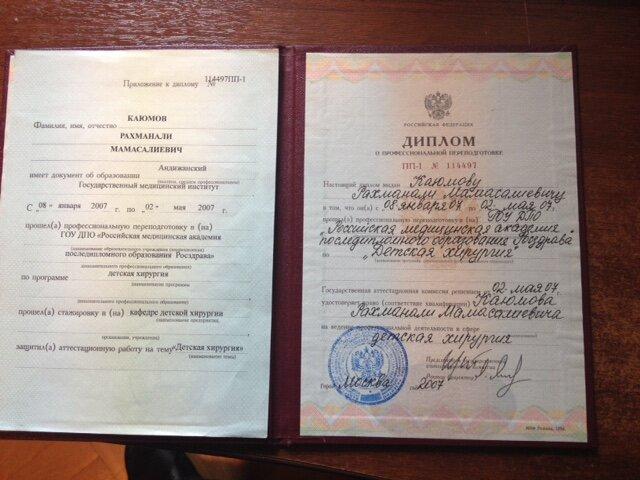 Приложение к диплому №
114497ПП-1
КАЮМОВ
Фамилия, имя, отчество
РАХМАНАЛИ
МАМАСАЛИЕВИЧ
Андижанский
имеет документ об образовании
Государственный медицинский институт
с „08“ января 2007 г. по „02“ мая 2007 г.
прошел(а) профессиональную переподготовку в (на)
ГОУ ДПО «Российская медицинская академия
последипломного образования Росздрава»
по программе детская хирургия
прошел(а) стажировку в (на) кафедре детской хирургии
защитил(а) аттестационную работу на тему «Детская хирургия»
РОССИЙСКАЯ ФЕДЕРАЦИЯ
ДИПЛОМ
О ПРОФЕССИОНАЛЬНОЙ ПЕРЕПОДГОТОВКЕ
ПП-I № 114497
Настоящий диплом выдан Каюмову
Рахманали Мамасалиевичу
в том, что он(а) с 08 января 07 г. по 02 мая 07.
прошел(а) профессиональную переподготовку в (на) ГОУ ДПО
"Российская медицинская академия
последипломного образования Росздрава"
по "Детская хирургия"
Государственная аттестационная комиссия решением от 02 мая 07.
удостоверяет право (соответствие квалификации) Каюмова
Рахманали Мамасалиевича
на ведение профессиональной деятельности в сфере
детская хирургия
Город Москва 2007